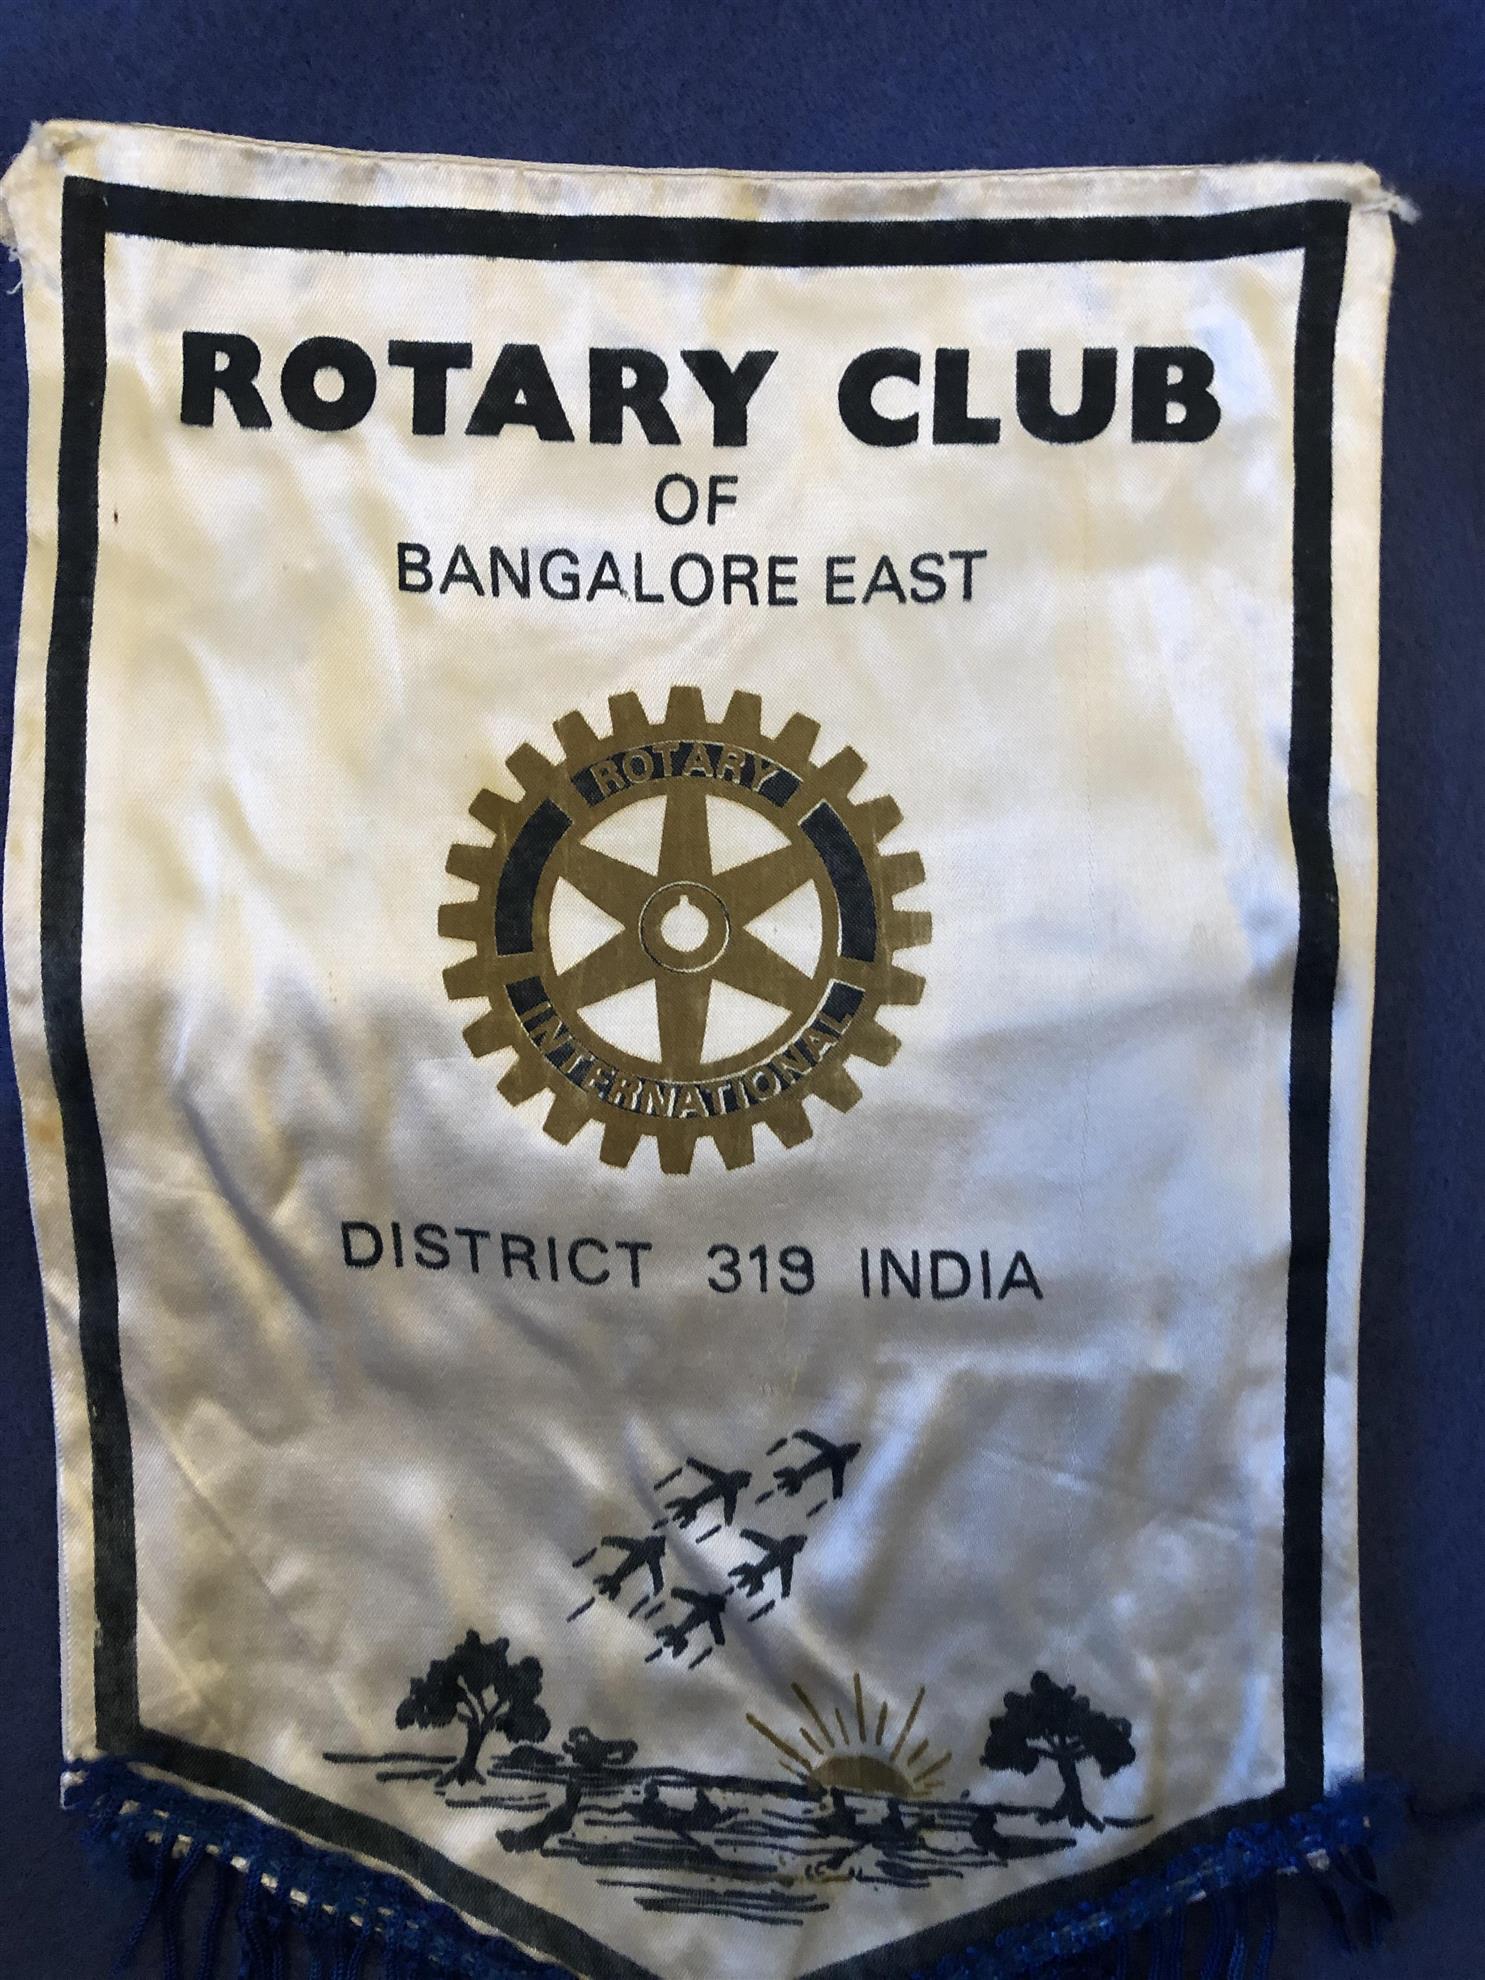 ROTARY CLUB
OF
BANGALORE EAST
ROTARY
INTERNATIONAL
DISTRICT 319 INDIA